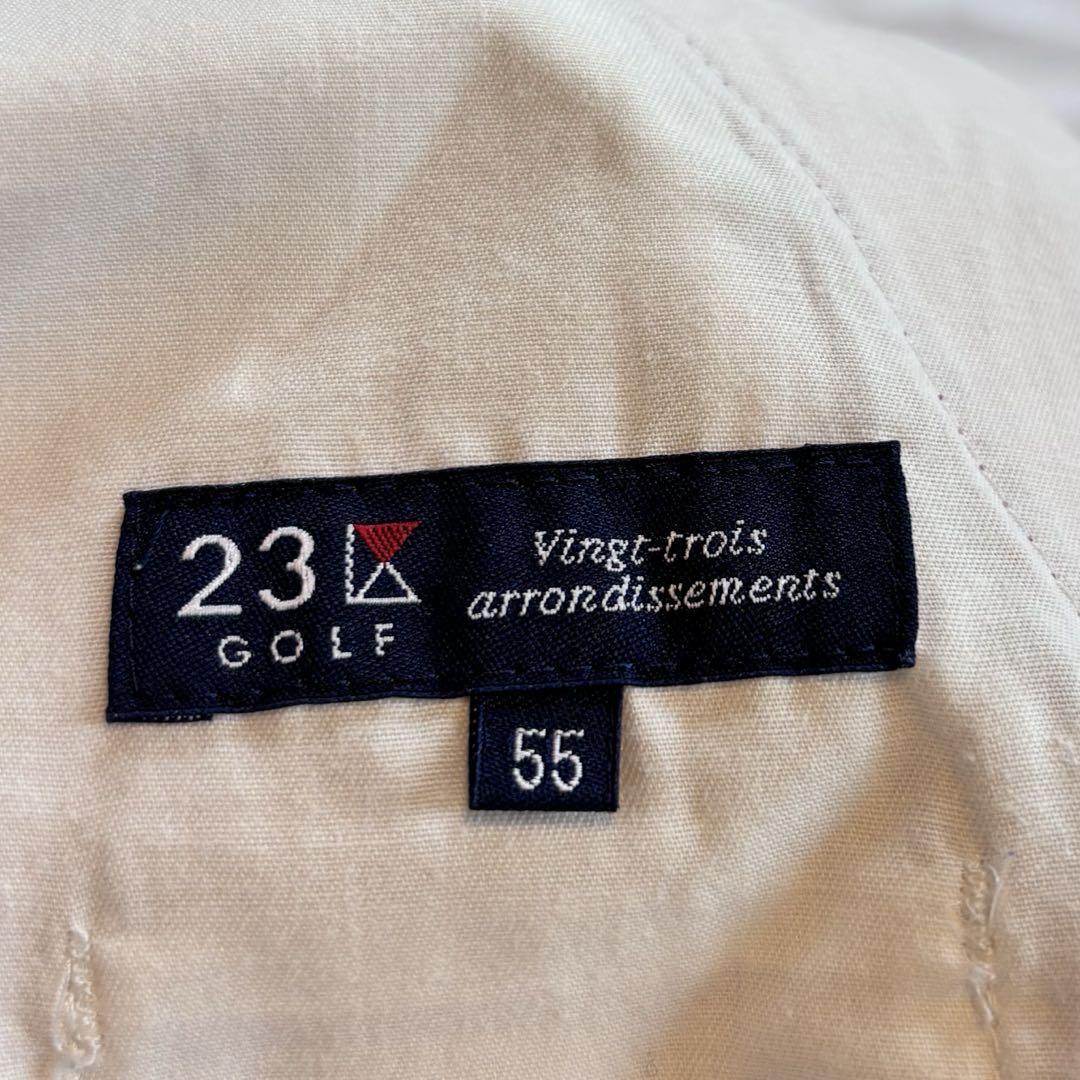 23
GOLF
Vingt-trois
arrondissements
55